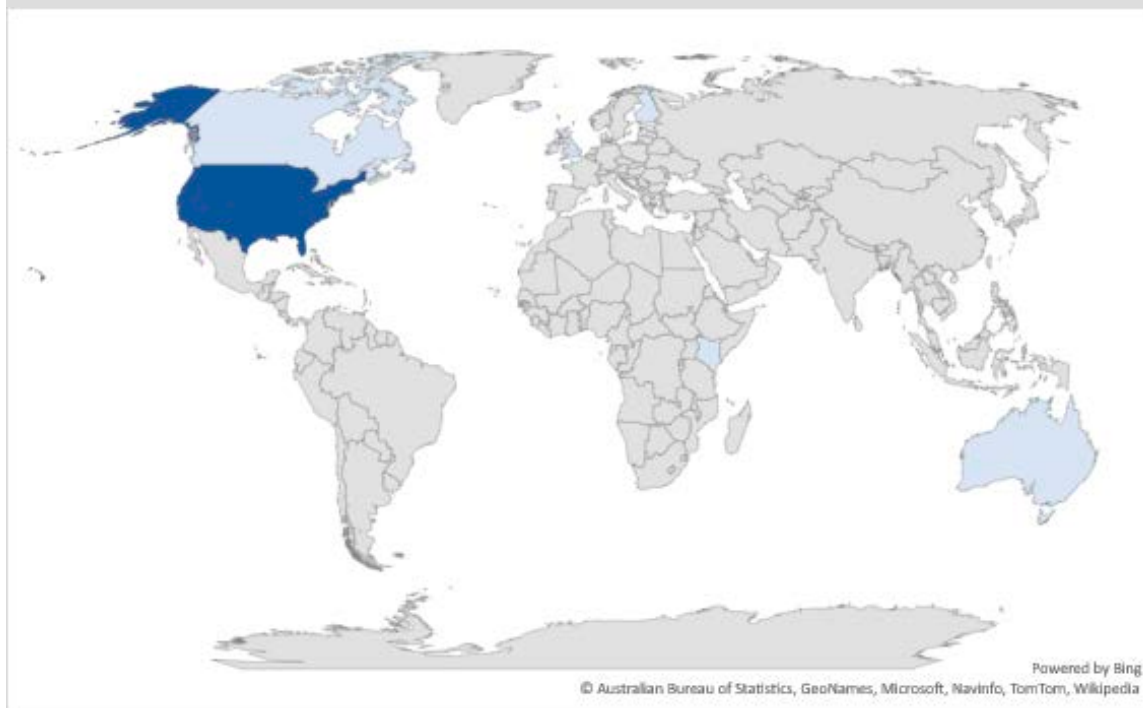 Powered by Bing
© Australian Bureau of Statistics, GeoNames, Microsoft, Navinfo, TomTom, Wikipedia